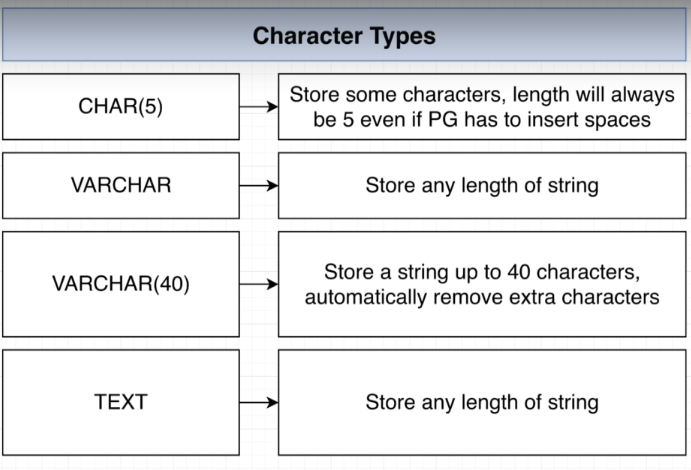 Character Types
CHAR(5)
Store some characters, length will always
be 5 even if PG has to insert spaces
VARCHAR
Store any length of string
VARCHAR(40)
Store a string up to 40 characters,
automatically remove extra characters
TEXT
Store any length of string